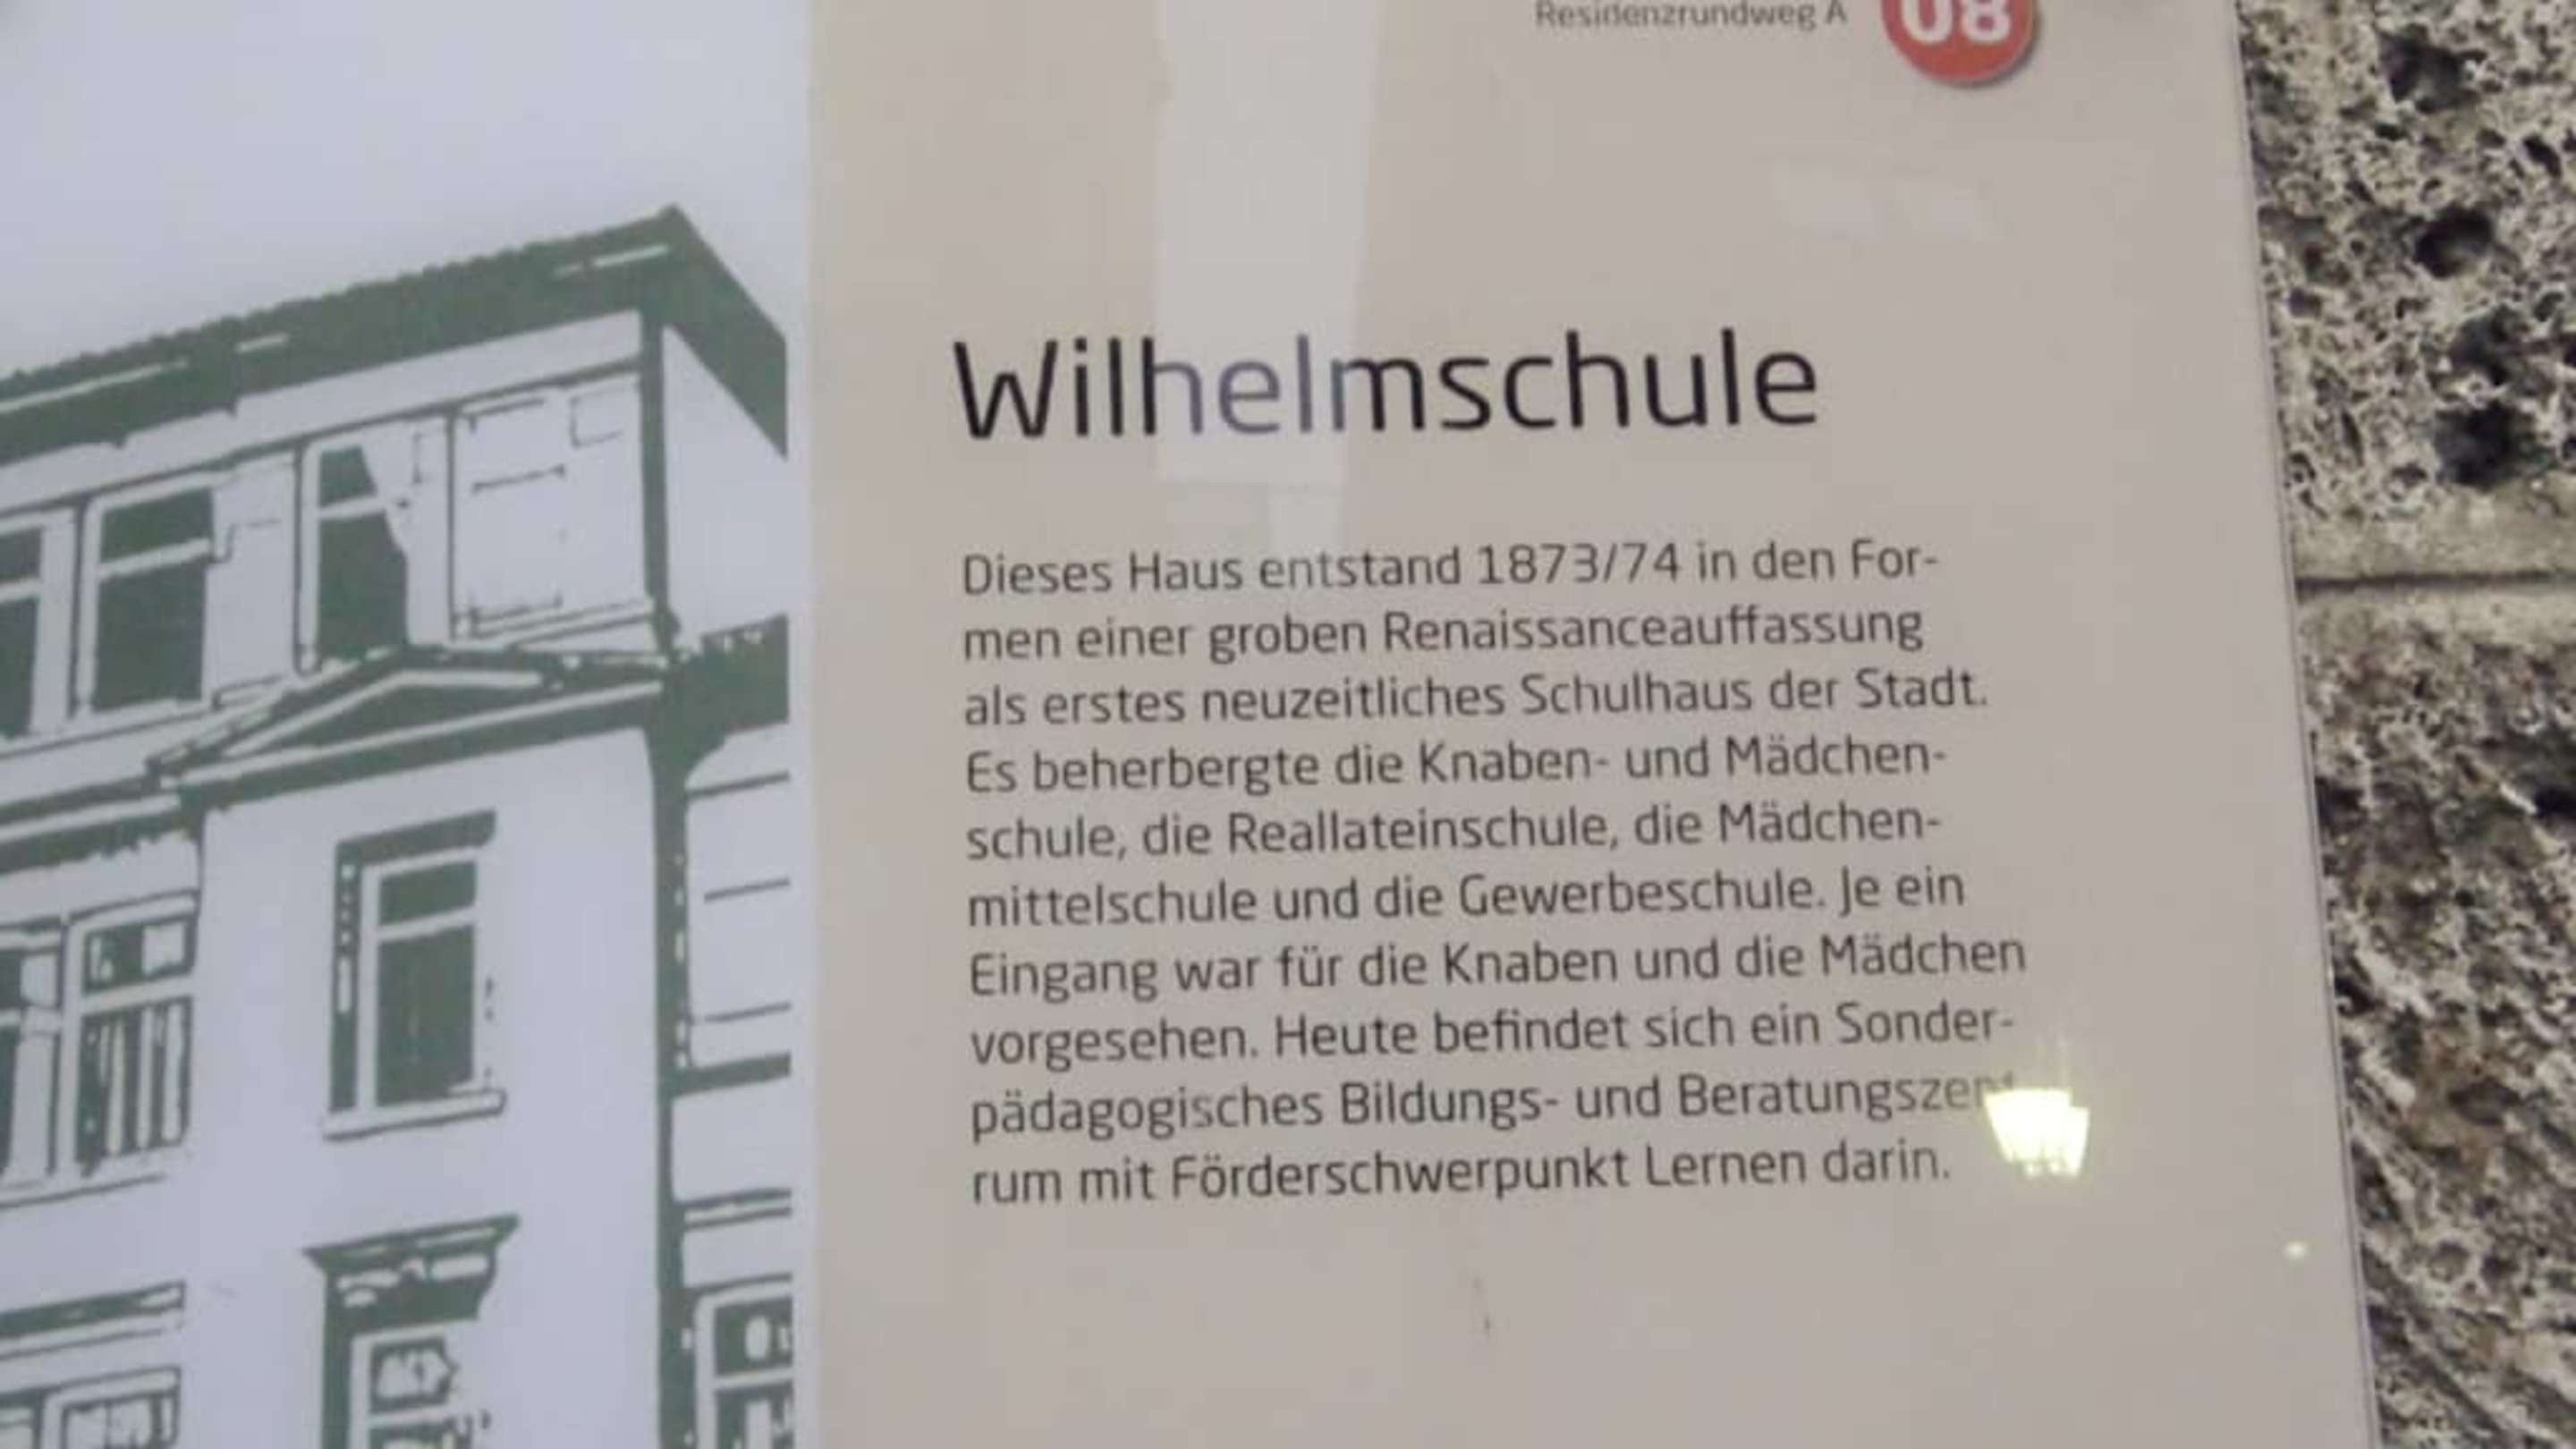 Residenzrundweg A
08
Wilhelmschule
Dieses Haus entstand 1873/74 in den For-
men einer groben Renaissanceauffassung
als erstes neuzeitliches Schulhaus der Stadt.
Es beherbergte die Knaben- und Mädchen-
schule, die Reallateinschule, die Mädchen-
mittelschule und die Gewerbeschule. Je ein
Eingang war für die Knaben und die Mädchen
vorgesehen. Heute befindet sich ein Sonder-
pädagogisches Bildungs- und Beratungszent-
rum mit Förderschwerpunkt Lernen darin.